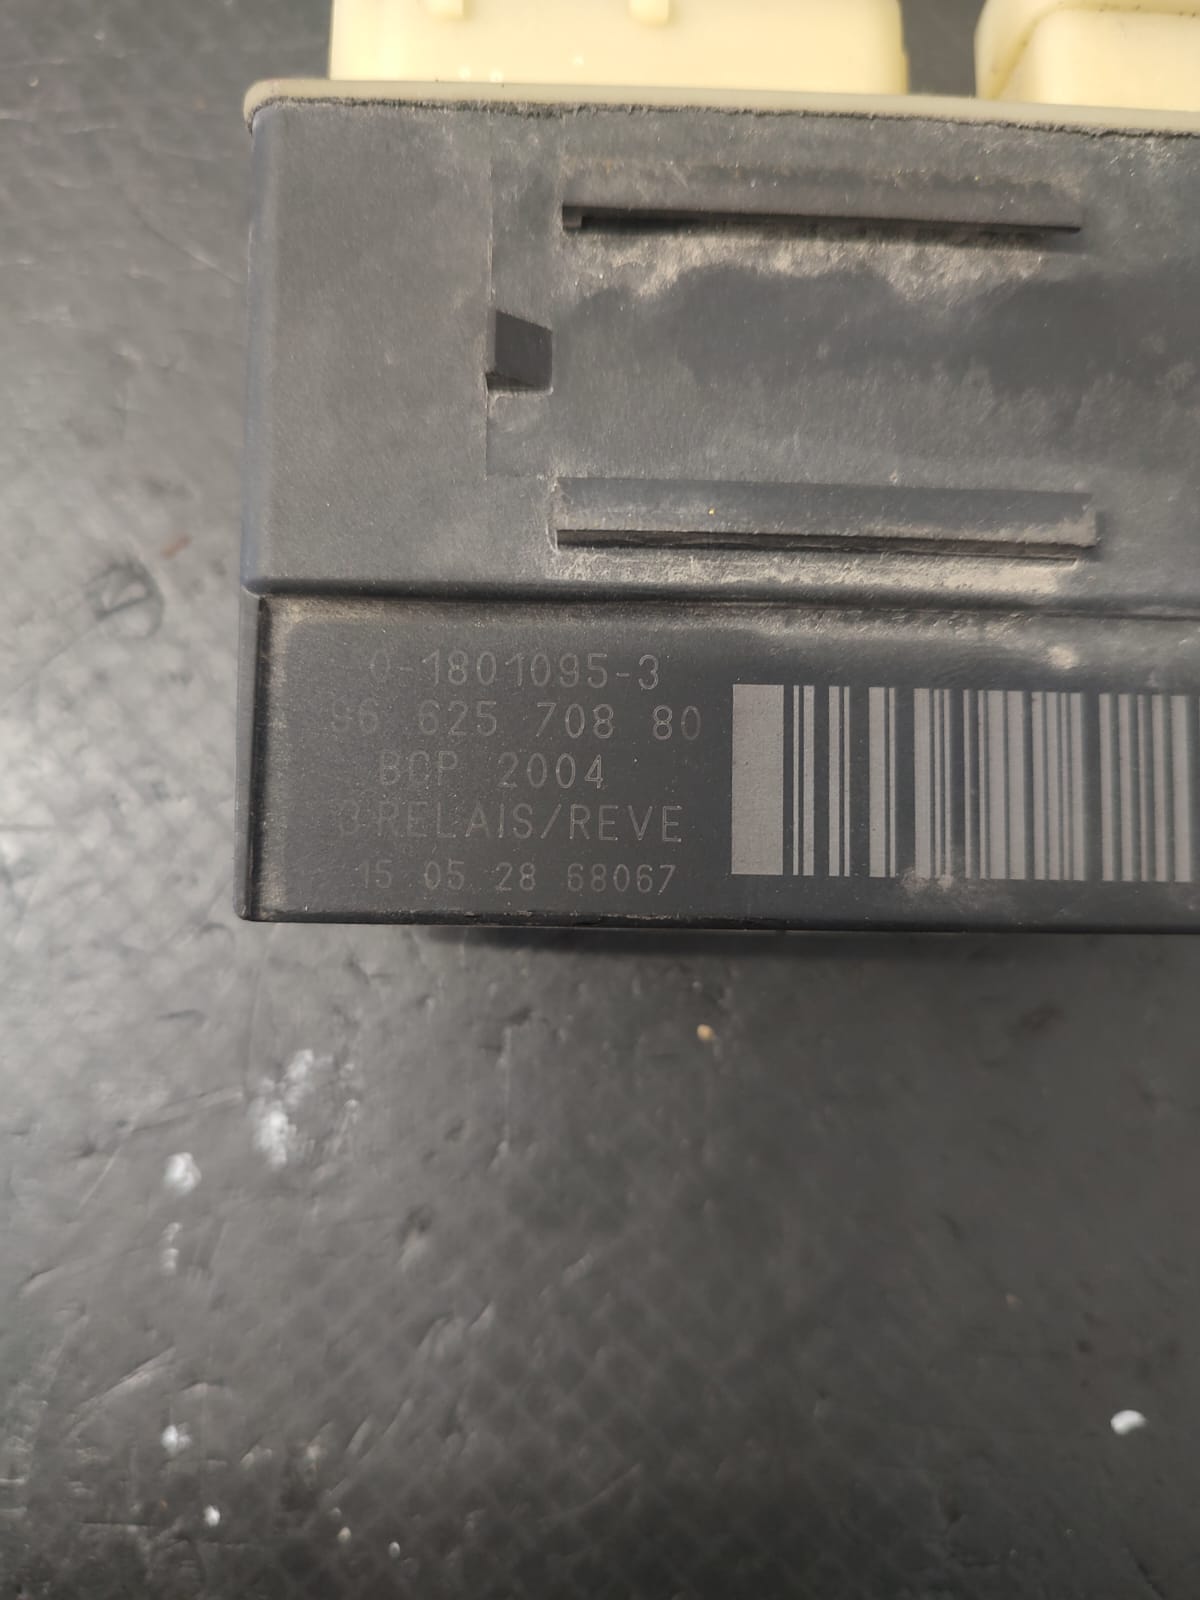 0-1801095-3
96 625 708 80
BCP 2004
3-RELAIS/REVE
15 05 28 68067